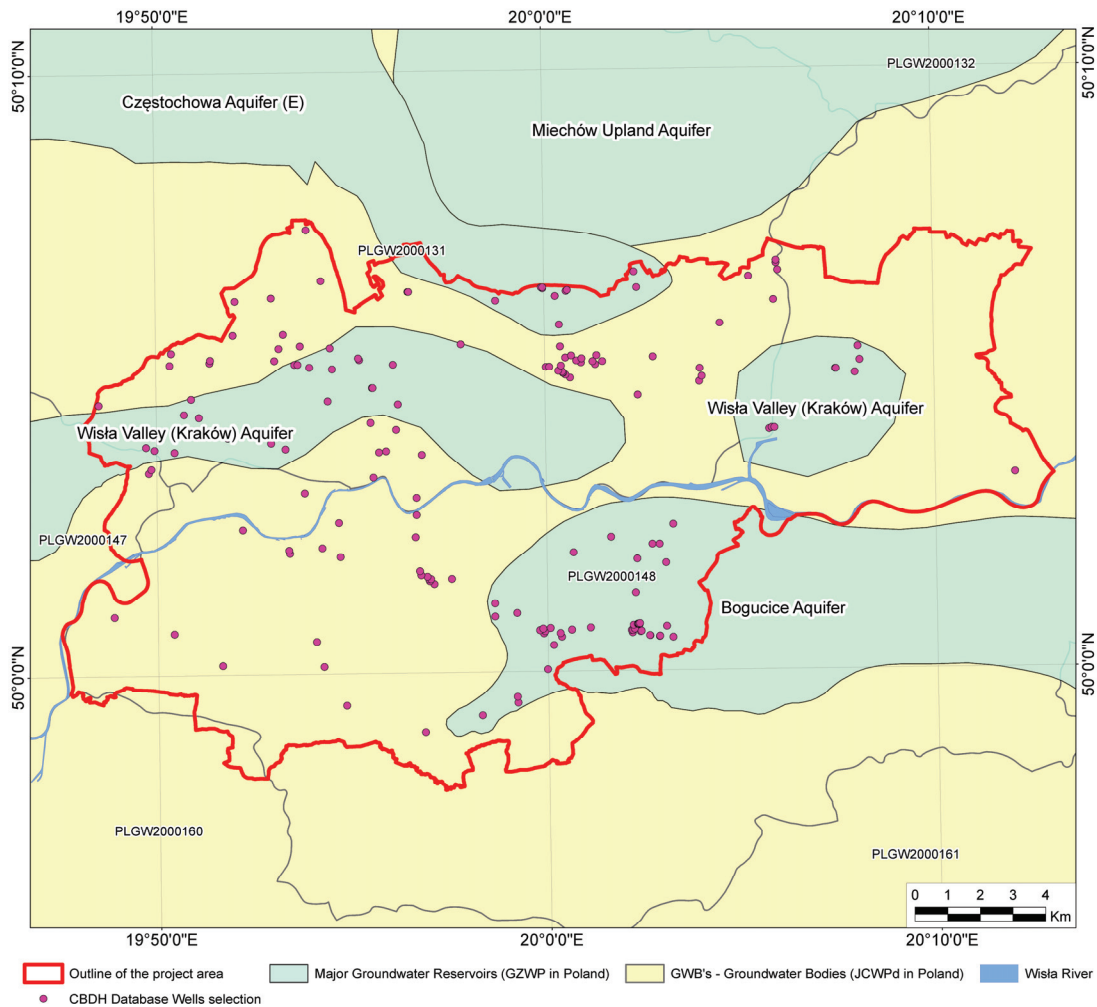 19°50'0"E
20°0'0"E
20°10'0"E
50°10'0"N
50°10'0"N
PLGW2000132
Częstochowa Aquifer (E)
Miechów Upland Aquifer
PLGW2000131
Wisła Valley (Kraków) Aquifer
Wisła Valley (Kraków) Aquifer
PLGW2000147
PLGW2000148
Bogucice Aquifer
50°0'0"N
50°0'0"N
PLGW2000160
PLGW2000161
0 1 2 3 4
Km
19°50'0"E
20°0'0"E
20°10'0"E
Outline of the project area
Major Groundwater Reservoirs (GZWP in Poland)
GWB's - Groundwater Bodies (JCWPd in Poland)
Wisła River
CBDH Database Wells selection